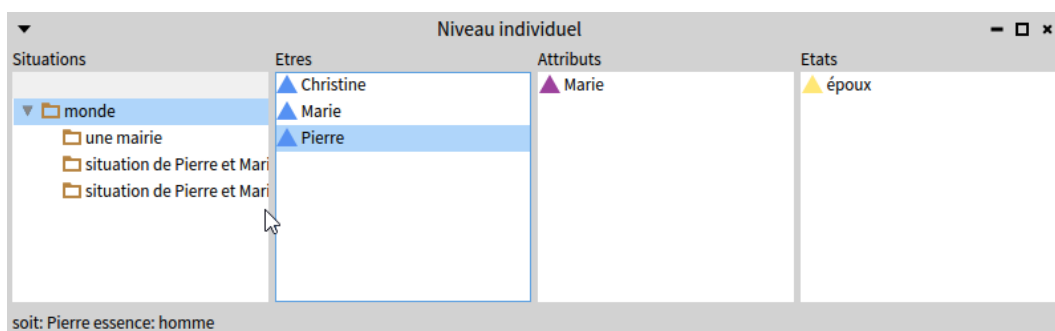 Niveau individuel
Situations Etres Attributs Etats
Christine Marie époux
monde Marie
une mairie Pierre
situation de Pierre et Mari
situation de Pierre et Mari
soit: Pierre essence: homme